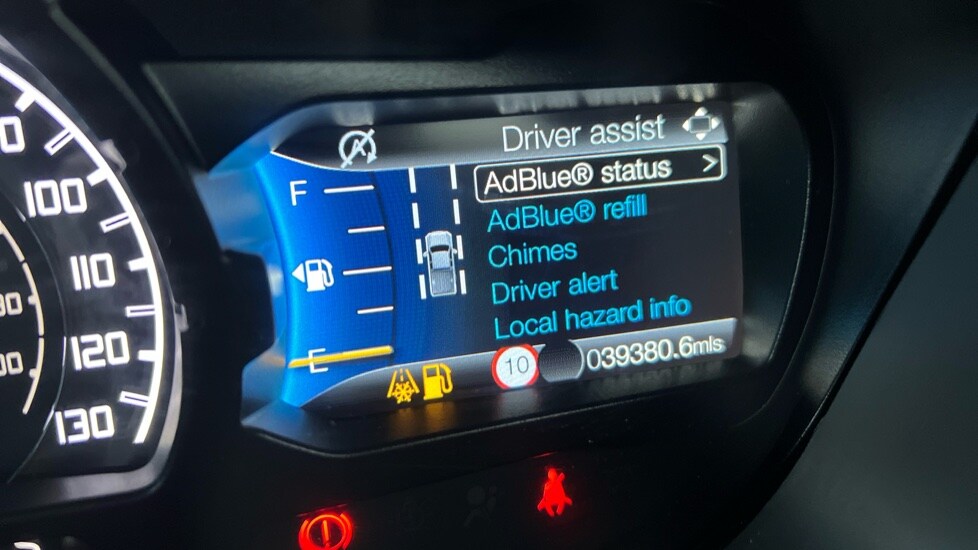 Driver assist
F
AdBlue® status >
100
AdBlue® refill
Chimes
110
Driver alert
Local hazard info
120
E
10
039380.6mls
130